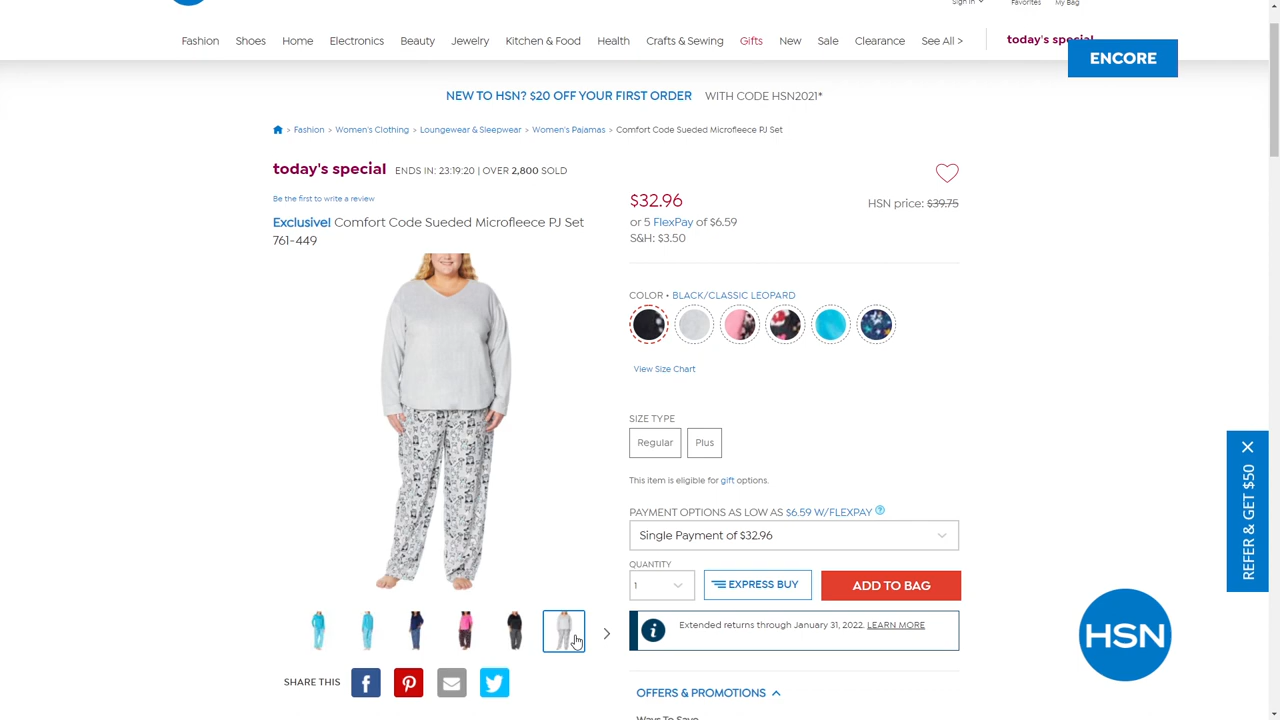 Sign In
Favorites
My Bag
Fashion
Shoes
Home
Electronics
Beauty
Jewelry
Kitchen & Food
Health
Crafts & Sewing
Gifts
New
Sale
Clearance
See All >
today's special
ENCORE
NEW TO HSN? $20 OFF YOUR FIRST ORDER WITH CODE HSN2021*
> Fashion > Women's Clothing > Loungewear & Sleepwear > Women's Pajamas > Comfort Code Sueded Microfleece PJ Set
today's special ENDS IN: 23:19:20 | OVER 2,800 SOLD
Be the first to write a review
Exclusive! Comfort Code Sueded Microfleece PJ Set
761-449
$32.96
HSN price: $39.75
or 5 FlexPay of $6.59
S&H: $3.50
COLOR • BLACK/CLASSIC LEOPARD
View Size Chart
SIZE TYPE
Regular
Plus
This item is eligible for gift options.
PAYMENT OPTIONS AS LOW AS $6.59 W/FLEXPAY ?
Single Payment of $32.96
QUANTITY
1
EXPRESS BUY
ADD TO BAG
Extended returns through January 31, 2022. LEARN MORE
SHARE THIS
OFFERS & PROMOTIONS
Ways To Save
REFER & GET $50
HSN